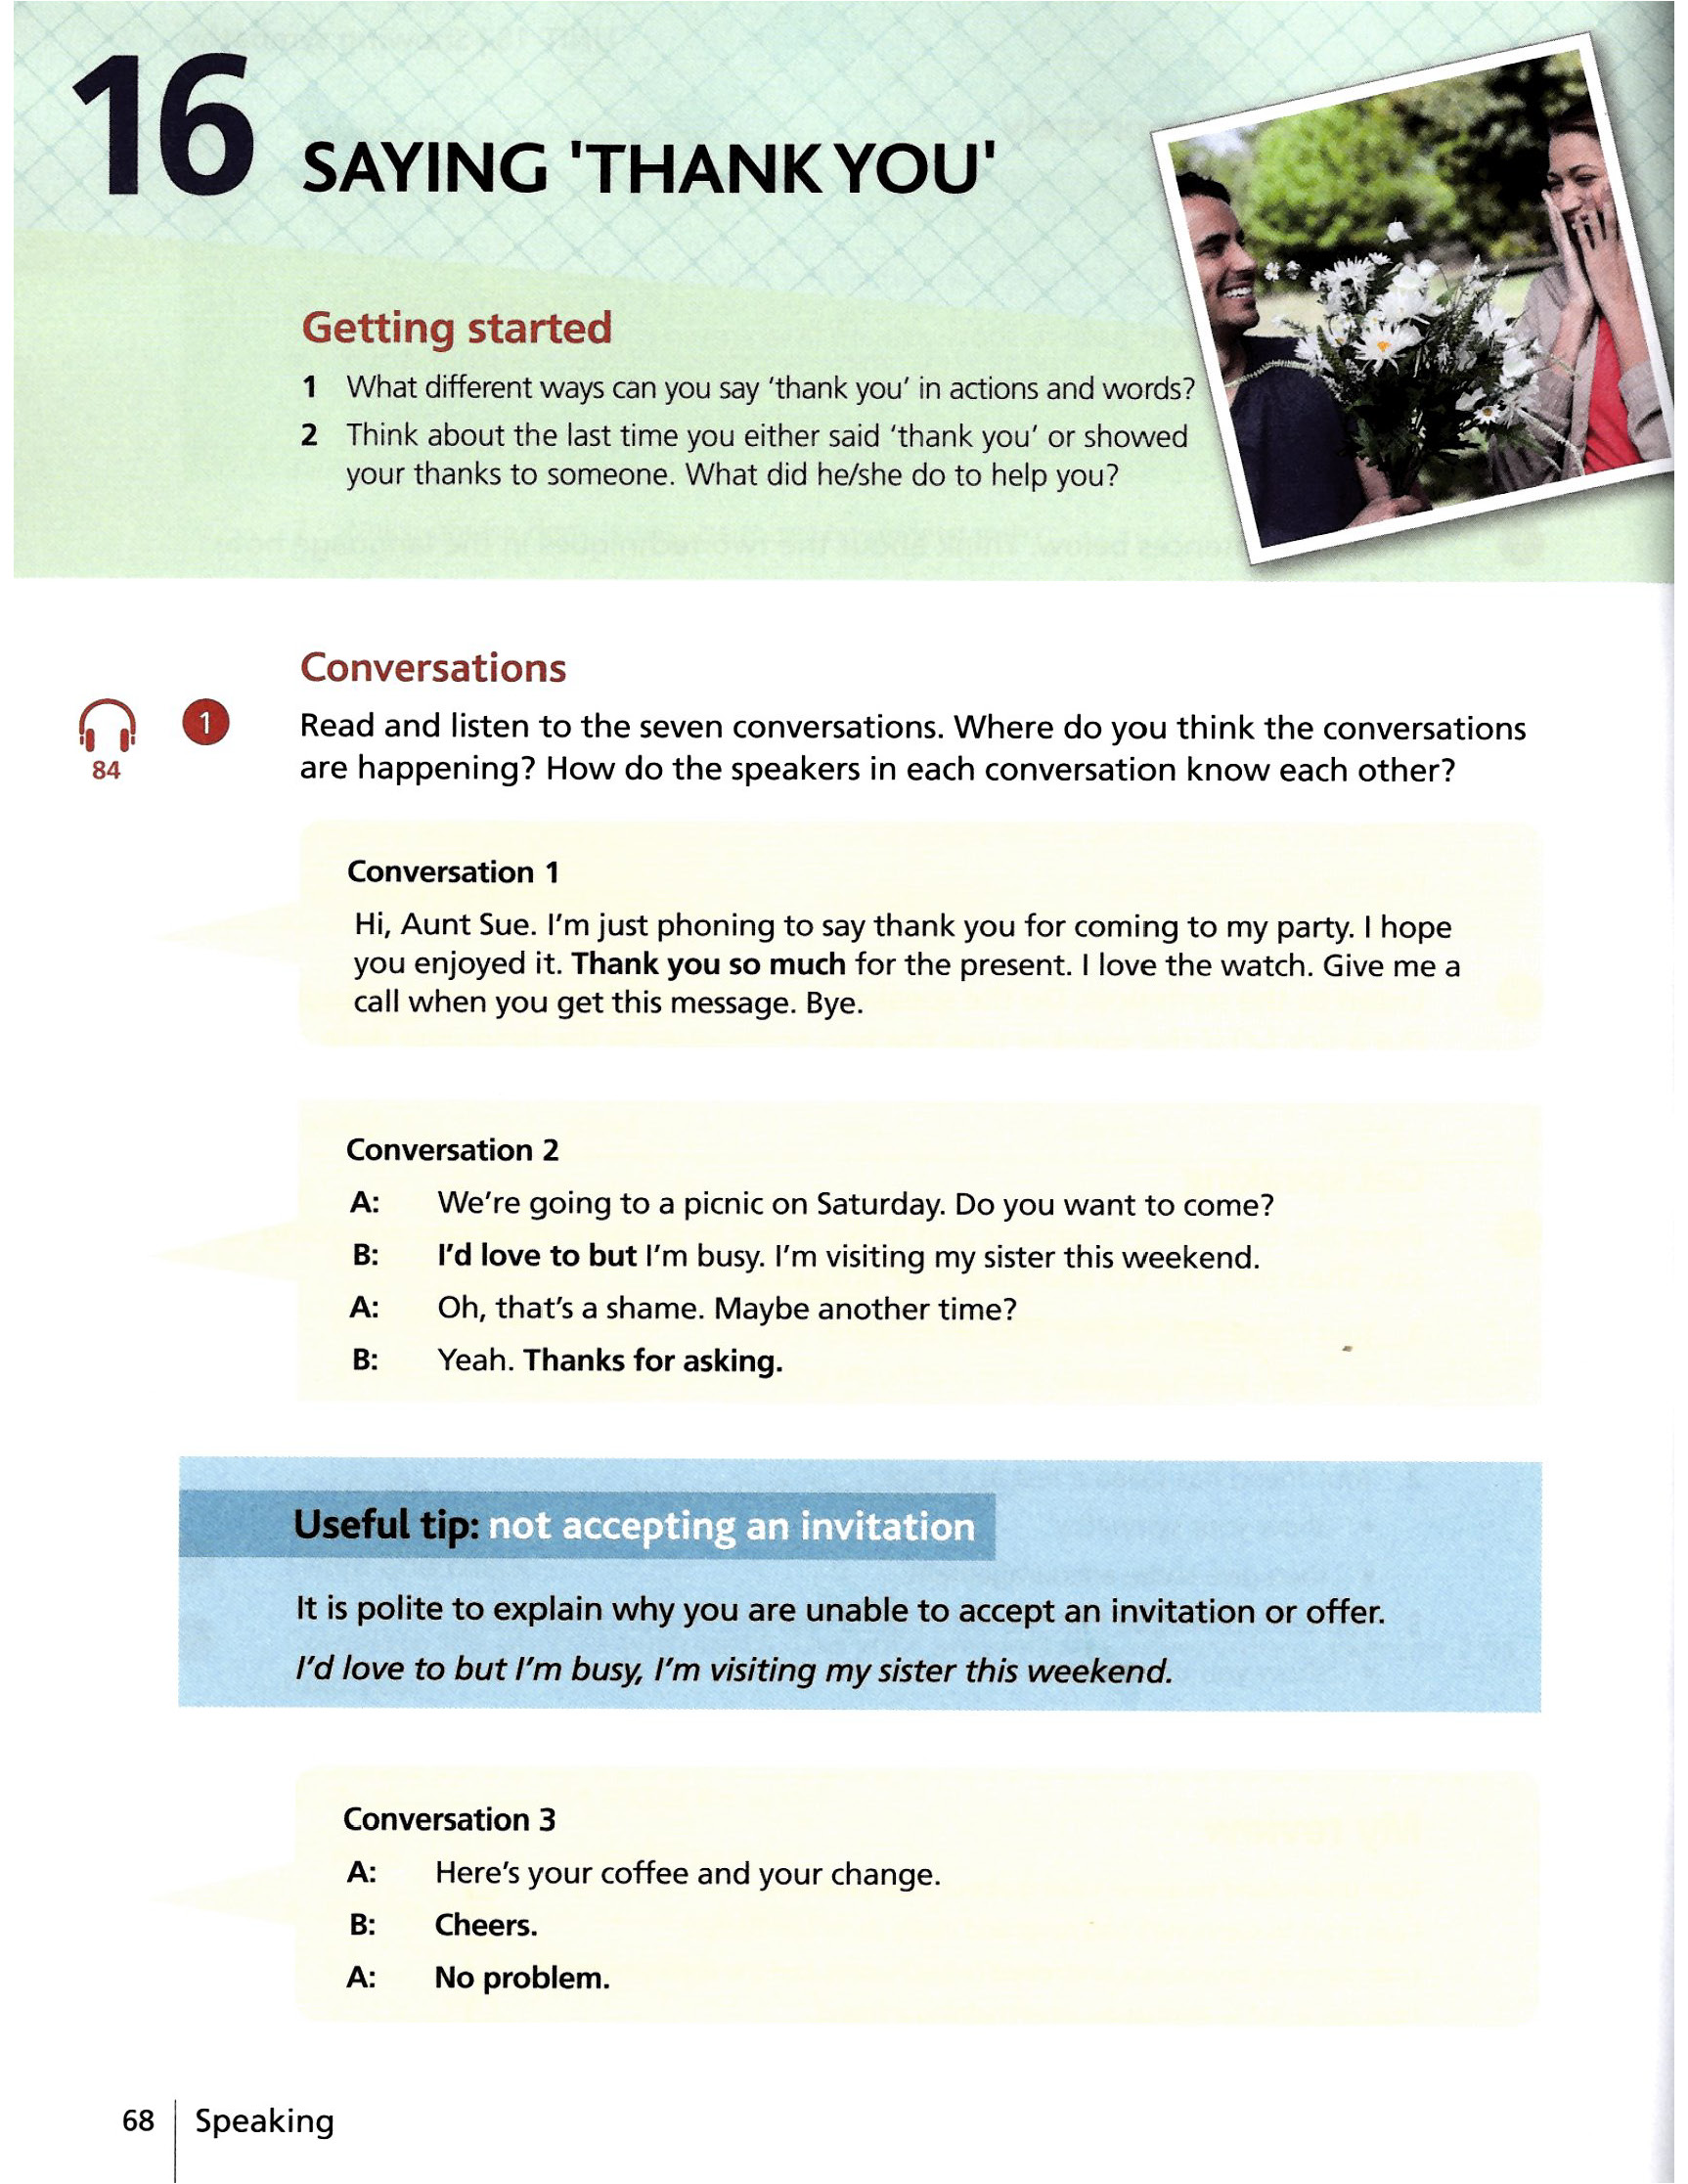 16
SAYING 'THANK YOU'
Getting started
1 What different ways can you say 'thank you' in actions and words?
2 Think about the last time you either said 'thank you' or showed
your thanks to someone. What did he/she do to help you?
Conversations
84
1
Read and listen to the seven conversations. Where do you think the conversations
are happening? How do the speakers in each conversation know each other?
Conversation 1
Hi, Aunt Sue. I'm just phoning to say thank you for coming to my party. I hope
you enjoyed it. Thank you so much for the present. I love the watch. Give me a
call when you get this message. Bye.
Conversation 2
A: We're going to a picnic on Saturday. Do you want to come?
B: I'd love to but I'm busy. I'm visiting my sister this weekend.
A: Oh, that's a shame. Maybe another time?
B: Yeah. Thanks for asking.
Useful tip: not accepting an invitation
It is polite to explain why you are unable to accept an invitation or offer.
I'd love to but I'm busy, I'm visiting my sister this weekend.
Conversation 3
A: Here's your coffee and your change.
B: Cheers.
A: No problem.
68 Speaking